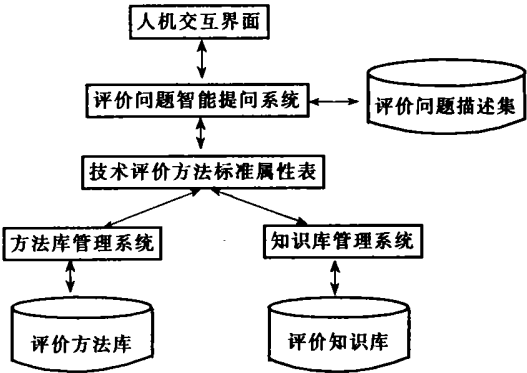 人机交互界面
评价问题智能提问系统
评价问题描述集
技术评价方法标准属性表
方法库管理系统
知识库管理系统
评价方法库
评价知识库